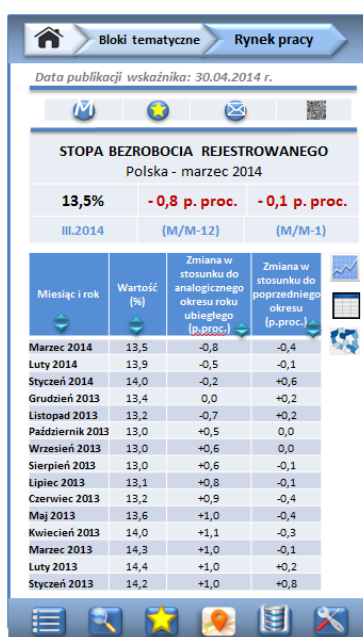 Bloki tematyczne Rynek pracy
Data publikacji wskaźnika: 30.04.2014 r.
STOPA BEZROBOCIA REJESTROWANEGO
Polska - marzec 2014
13,5% - 0,8 p. proc. - 0,1 p. proc.
III.2014 (M/M-12) (M/M-1)
Miesiąc i rok Wartość (%) Zmiana w stosunku do analogicznego okresu roku ubiegłego (p.proc.) Zmiana w stosunku do poprzedniego okresu (p.proc.)
Marzec 2014 13,5 -0,8 -0,4
Luty 2014 13,9 -0,5 -0,1
Styczeń 2014 14,0 -0,2 +0,6
Grudzień 2013 13,4 0,0 +0,2
Listopad 2013 13,2 -0,7 +0,2
Październik 2013 13,0 +0,5 0,0
Wrzesień 2013 13,0 +0,6 0,0
Sierpień 2013 13,0 +0,6 -0,1
Lipiec 2013 13,1 +0,8 -0,1
Czerwiec 2013 13,2 +0,9 -0,4
Maj 2013 13,6 +1,0 -0,4
Kwiecień 2013 14,0 +1,1 -0,3
Marzec 2013 14,3 +1,0 -0,1
Luty 2013 14,4 +1,0 +0,2
Styczeń 2013 14,2 +1,0 +0,8